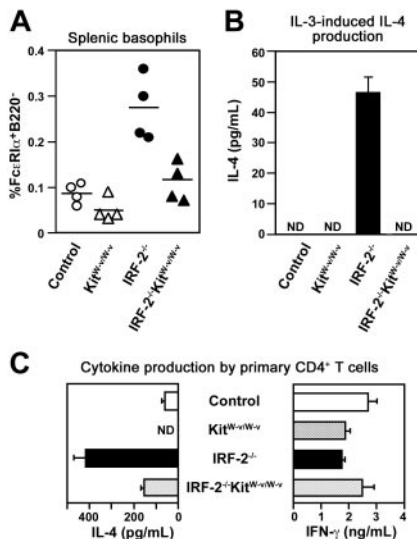 A
Splenic basophils
%FcεRIα+B220-
0.4
0.3
0.2
0.1
0
Control
KitW-v/W-v
IRF-2-/-
IRF-2-/-KitW-v/W-v
B
IL-3-induced IL-4
production
IL-4 (pg/mL)
60
50
40
30
20
10
0
ND
ND
ND
Control
KitW-v/W-v
IRF-2-/-
IRF-2-/-KitW-v/W-v
C
Cytokine production by primary CD4+ T cells
Control
ND
KitW-v/W-v
IRF-2-/-
IRF-2-/-KitW-v/W-v
400
200
0
IL-4 (pg/mL)
0
1
2
3
4
IFN-γ (ng/mL)